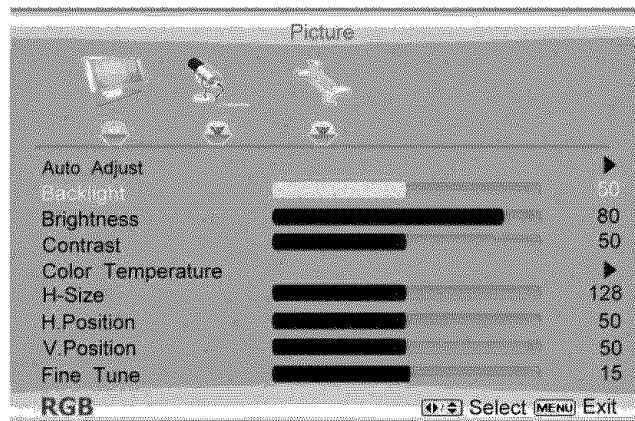 Picture
Auto Adjust
Backlight 50
Brightness 80
Contrast 50
Color Temperature
H-Size 128
H.Position 50
V.Position 50
Fine Tune 15
RGB Select MENU Exit